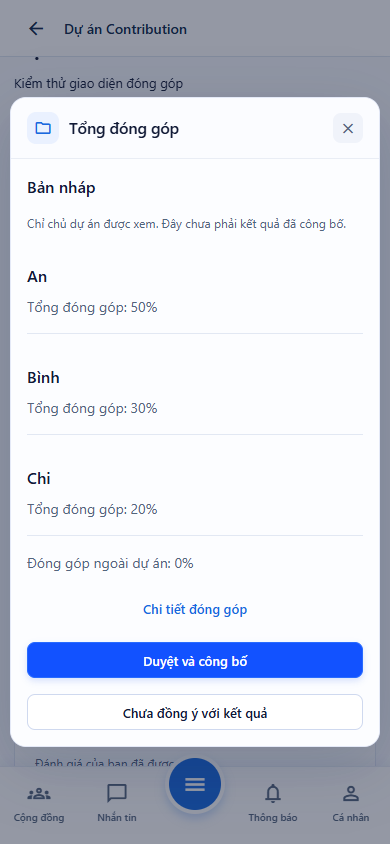 Dự án Contribution
Kiểm thử giao diện đóng góp
Tổng đóng góp
Bản nháp
Chỉ chủ dự án được xem. Đây chưa phải kết quả đã công bố.
An
Tổng đóng góp: 50%
Bình
Tổng đóng góp: 30%
Chi
Tổng đóng góp: 20%
Đóng góp ngoài dự án: 0%
Chi tiết đóng góp
Duyệt và công bố
Chưa đồng ý với kết quả
Đánh giá của bạn đã được
Cộng đồng
Nhắn tin
Thông báo
Cá nhân